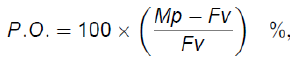 P.O. = 100 × ( (Mp − Fv) / Fv ) %,